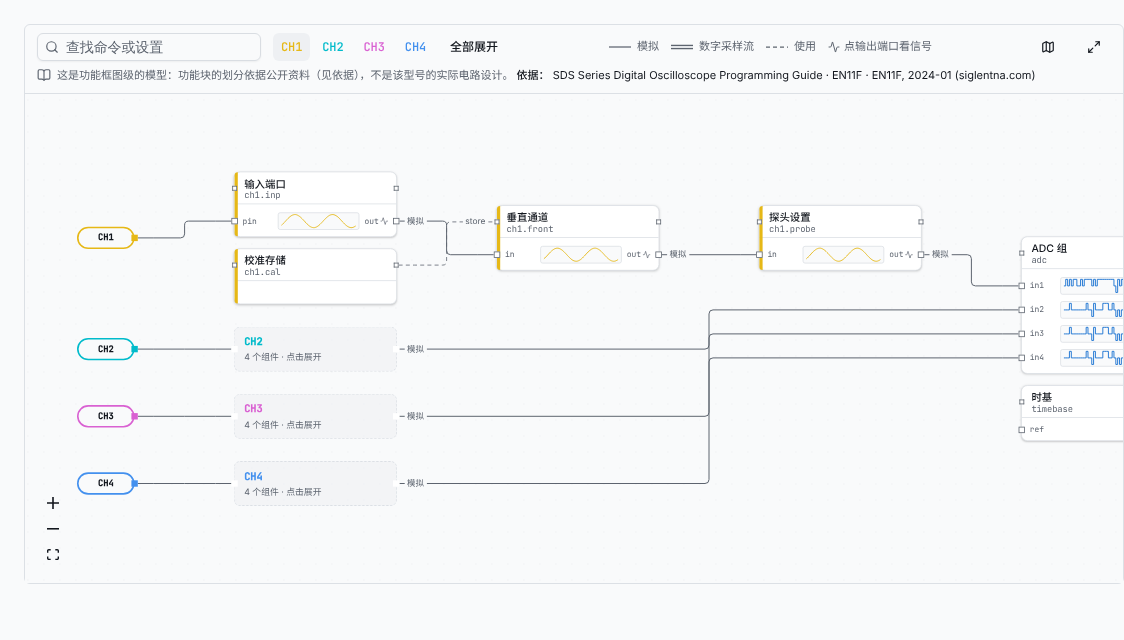 查找命令或设置
CH1 CH2 CH3 CH4 全部展开
模拟 数字采样流 使用 点输出端口看信号
这是功能框图级的模型：功能块的划分依据公开资料（见依据），不是该型号的实际电路设计。 依据： SDS Series Digital Oscilloscope Programming Guide · EN11F · EN11F, 2024-01 (siglentna.com)
输入端口
ch1.inp
pin out 模拟
CH1
校准存储
ch1.cal
store
垂直通道
ch1.front
in out 模拟
探头设置
ch1.probe
in out 模拟
ADC 组
adc
in1
in2
in3
in4
CH2
CH2
4 个组件 · 点击展开
模拟
CH3
CH3
4 个组件 · 点击展开
模拟
CH4
CH4
4 个组件 · 点击展开
模拟
时基
timebase
ref